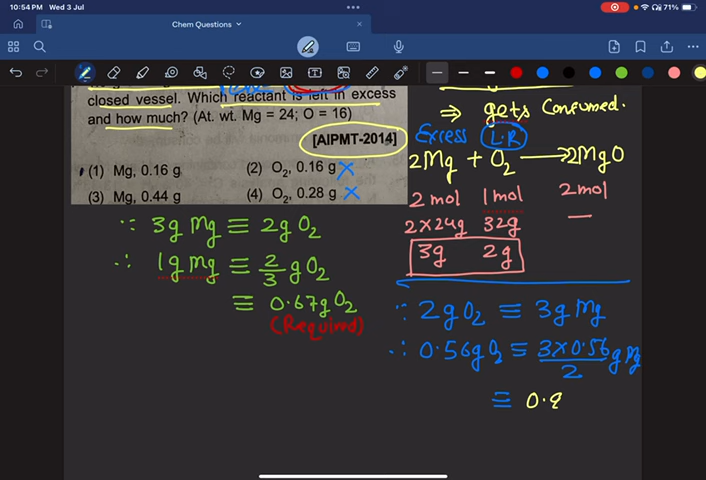 10:54 PM Wed 3 Jul
71%
Chem Questions
closed vessel. Which reactant is left in excess
and how much? (At. wt. Mg = 24; O = 16)
[AIPMT-2014]
(1) Mg, 0.16 g (2) O₂, 0.16 g ×
(3) Mg, 0.44 g (4) O₂, 0.28 g ×
⇒ gets Consumed.
Excess L.R
2Mg + O₂ → 2MgO
2 mol 1 mol 2 mol
2×24g 32g —
3g 2g
∵ 3g Mg ≡ 2g O₂
∴ 1g Mg ≡ 2/3 g O₂
≡ 0.67g O₂
(Required)
∵ 2g O₂ ≡ 3g Mg
∴ 0.56g O₂ ≡ 3×0.56/2 g Mg
≡ 0.8